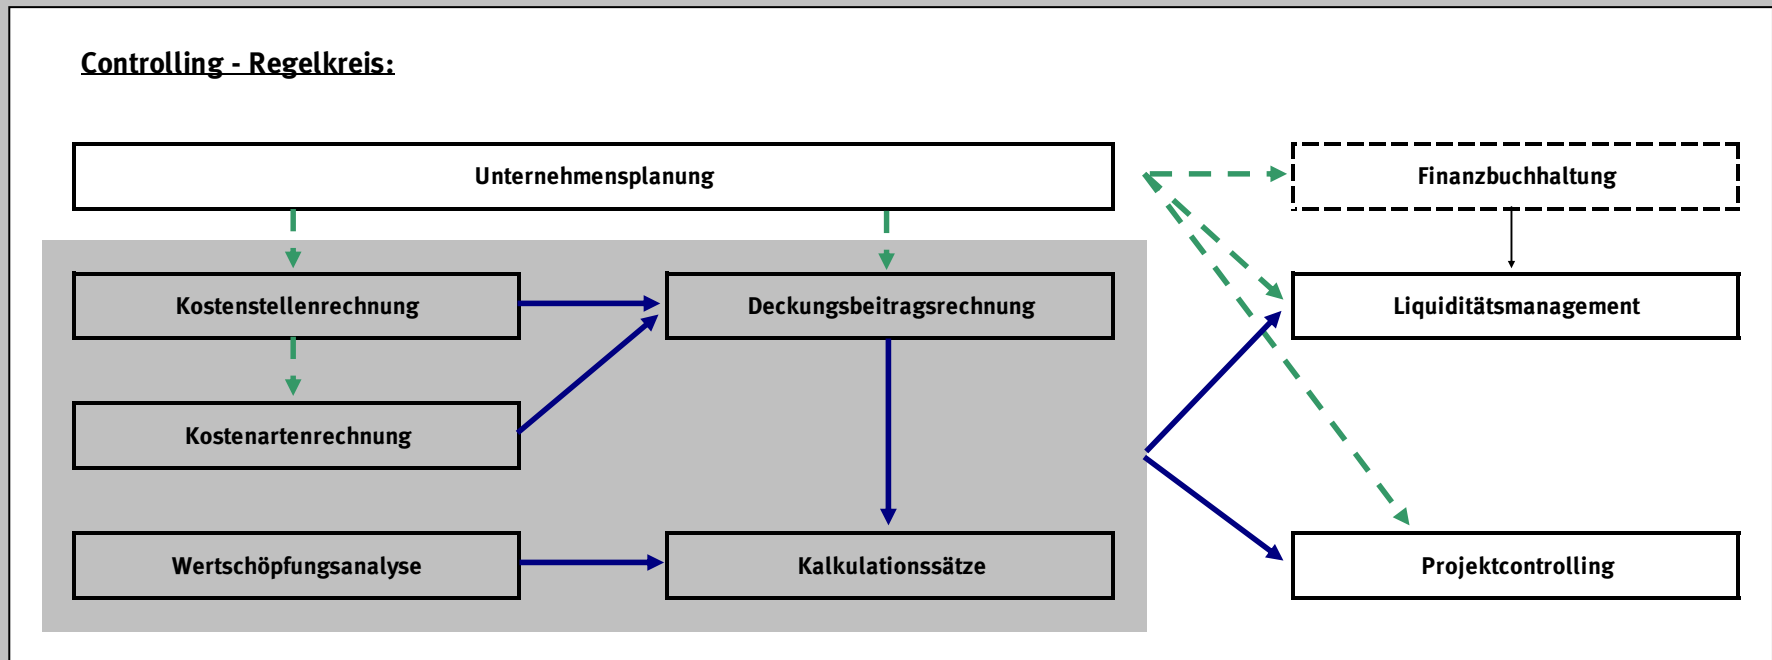 Controlling - Regelkreis:
Unternehmensplanung
Finanzbuchhaltung
Kostenstellenrechnung
Deckungsbeitragsrechnung
Liquiditätsmanagement
Kostenartenrechnung
Wertschöpfungsanalyse
Kalkulationssätze
Projektcontrolling